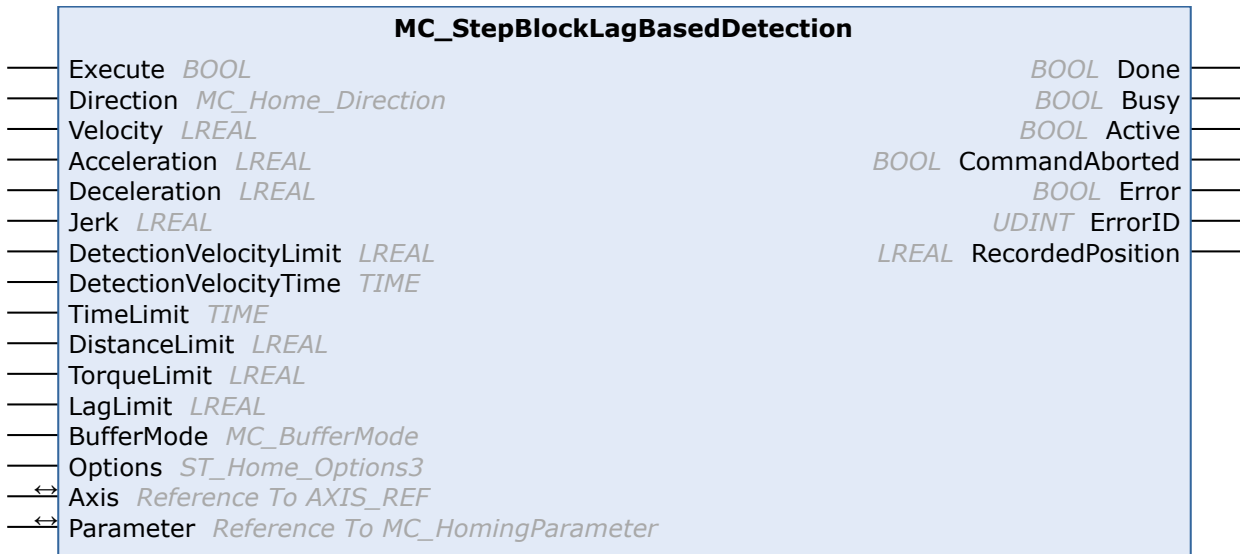 MC_StepBlockLagBasedDetection
Execute BOOL BOOL Done
Direction MC_Home_Direction BOOL Busy
Velocity LREAL BOOL Active
Acceleration LREAL BOOL CommandAborted
Deceleration LREAL BOOL Error
Jerk LREAL UDINT ErrorID
DetectionVelocityLimit LREAL LREAL RecordedPosition
DetectionVelocityTime TIME
TimeLimit TIME
DistanceLimit LREAL
TorqueLimit LREAL
LagLimit LREAL
BufferMode MC_BufferMode
Options ST_Home_Options3
↔ Axis Reference To AXIS_REF
↔ Parameter Reference To MC_HomingParameter